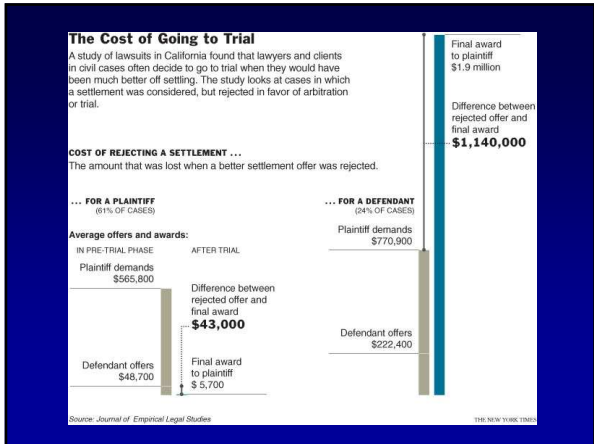 The Cost of Going to Trial
A study of lawsuits in California found that lawyers and clients
in civil cases often decide to go to trial when they would have
been much better off settling. The study looks at cases in which
a settlement was considered, but rejected in favor of arbitration
or trial.
COST OF REJECTING A SETTLEMENT ...
The amount that was lost when a better settlement offer was rejected.
... FOR A PLAINTIFF
(61% OF CASES)
Average offers and awards:
IN PRE-TRIAL PHASE
AFTER TRIAL
Plaintiff demands
$565,800
Difference between
rejected offer and
final award
$43,000
Defendant offers
$48,700
Final award
to plaintiff
$ 5,700
... FOR A DEFENDANT
(24% OF CASES)
Plaintiff demands
$770,900
Defendant offers
$222,400
Final award
to plaintiff
$1.9 million
Difference between
rejected offer and
final award
$1,140,000
Source: Journal of Empirical Legal Studies
THE NEW YORK TIMES